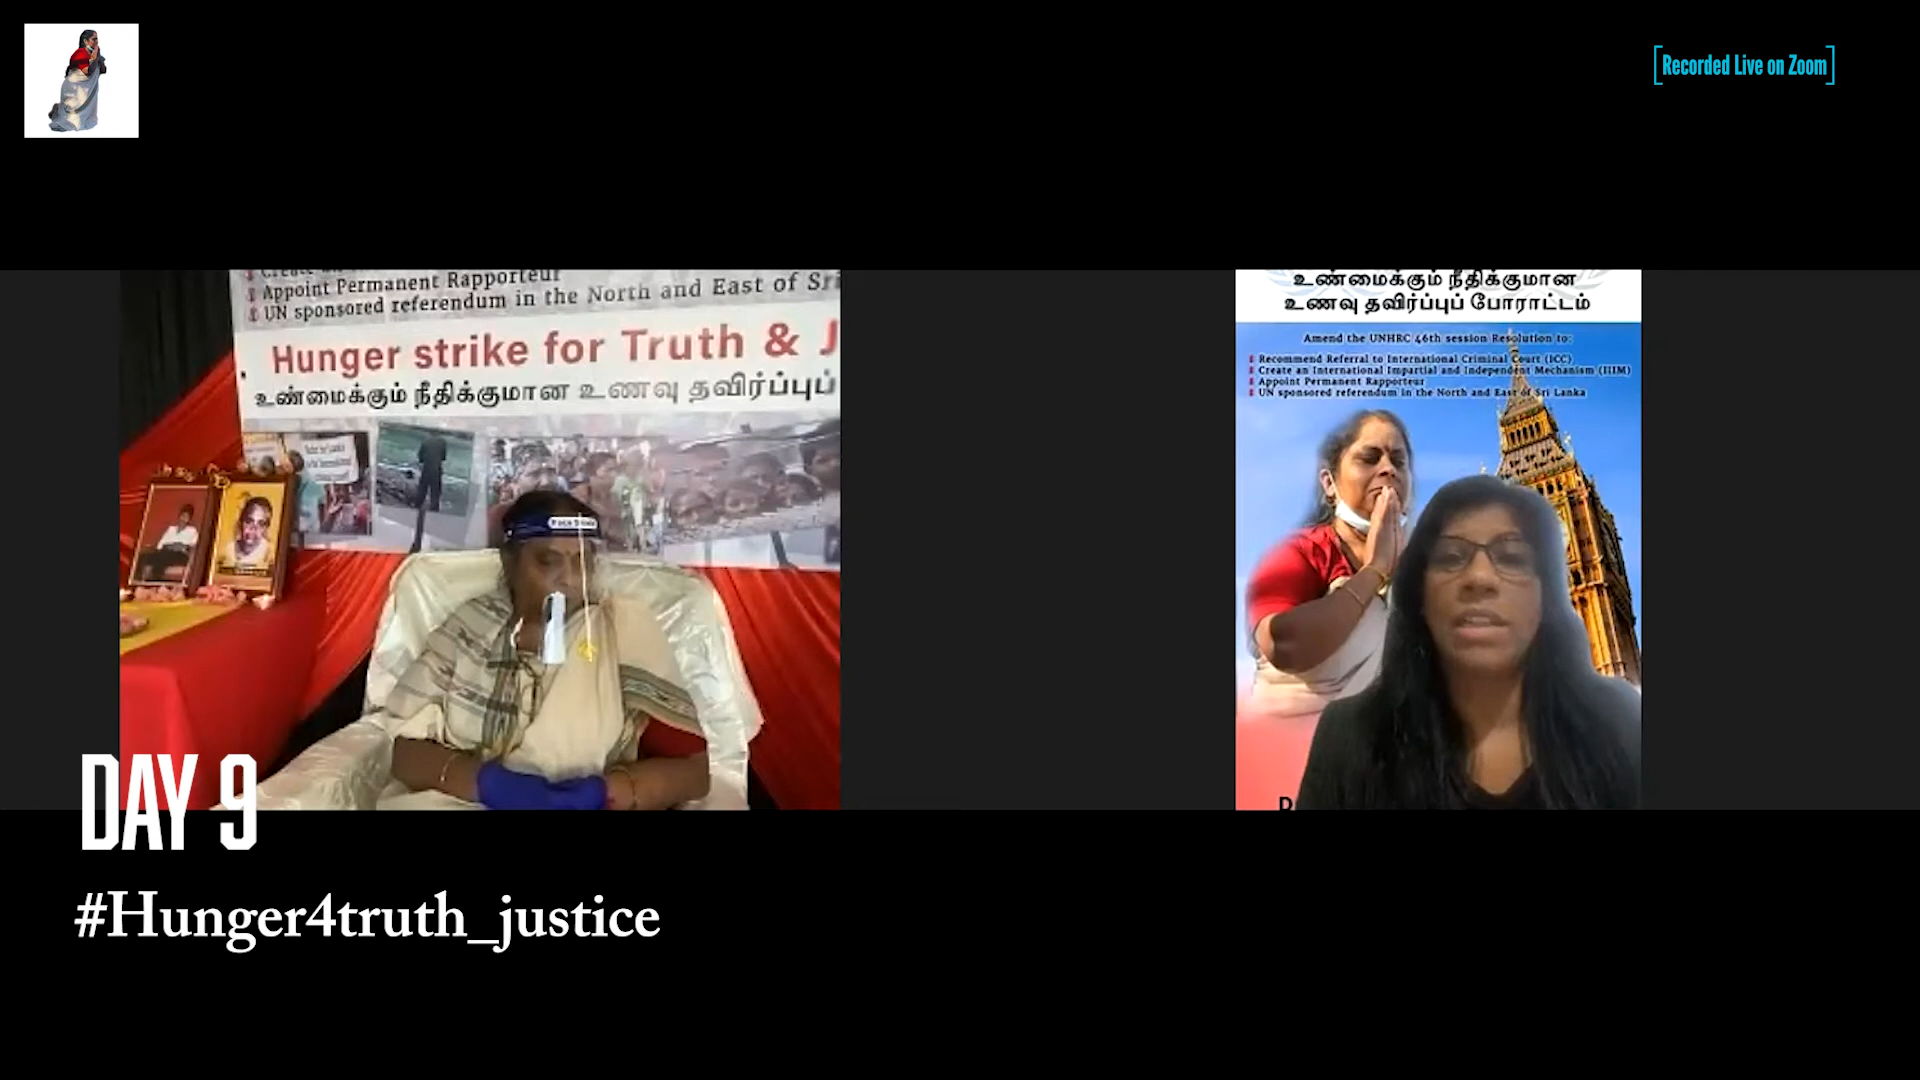 [Recorded Live on Zoom]
Appoint Permanent Rapporteur
UN sponsored referendum in the North and East of Sri
Hunger strike for Truth & J
உண்மைக்கும் நீதிக்குமான உணவு தவிர்ப்புப்
உண்மைக்கும் நீதிக்குமான
உணவு தவிர்ப்புப் போராட்டம்
Amend the UNHRC 46th session Resolution to:
Recommend Referral to International Criminal Court (ICC)
Create an International Impartial and Independent Mechanism (IIIM)
Appoint Permanent Rapporteur
UN sponsored referendum in the North and East of Sri Lanka
DAY 9
#Hunger4truth_justice